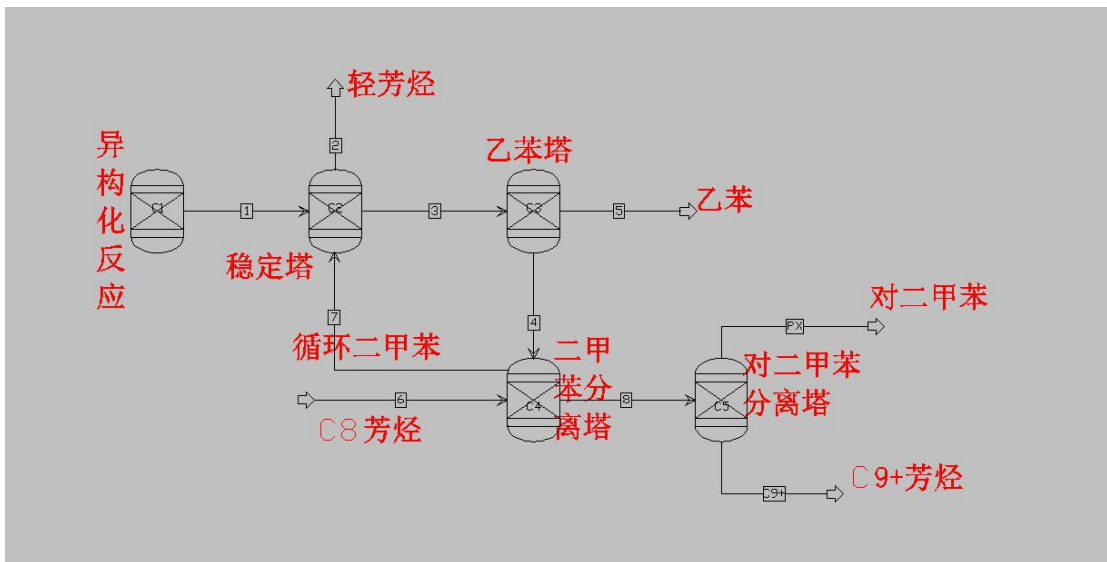 轻芳烃
2
异构化反应
乙苯塔
C1
1
C2
3
C3
5
乙苯
稳定塔
7
4
对二甲苯
PX
循环二甲苯
二甲
苯分
离塔
对二甲苯
分离塔
6
C4
8
C5
C8芳烃
C9+
C9+芳烃